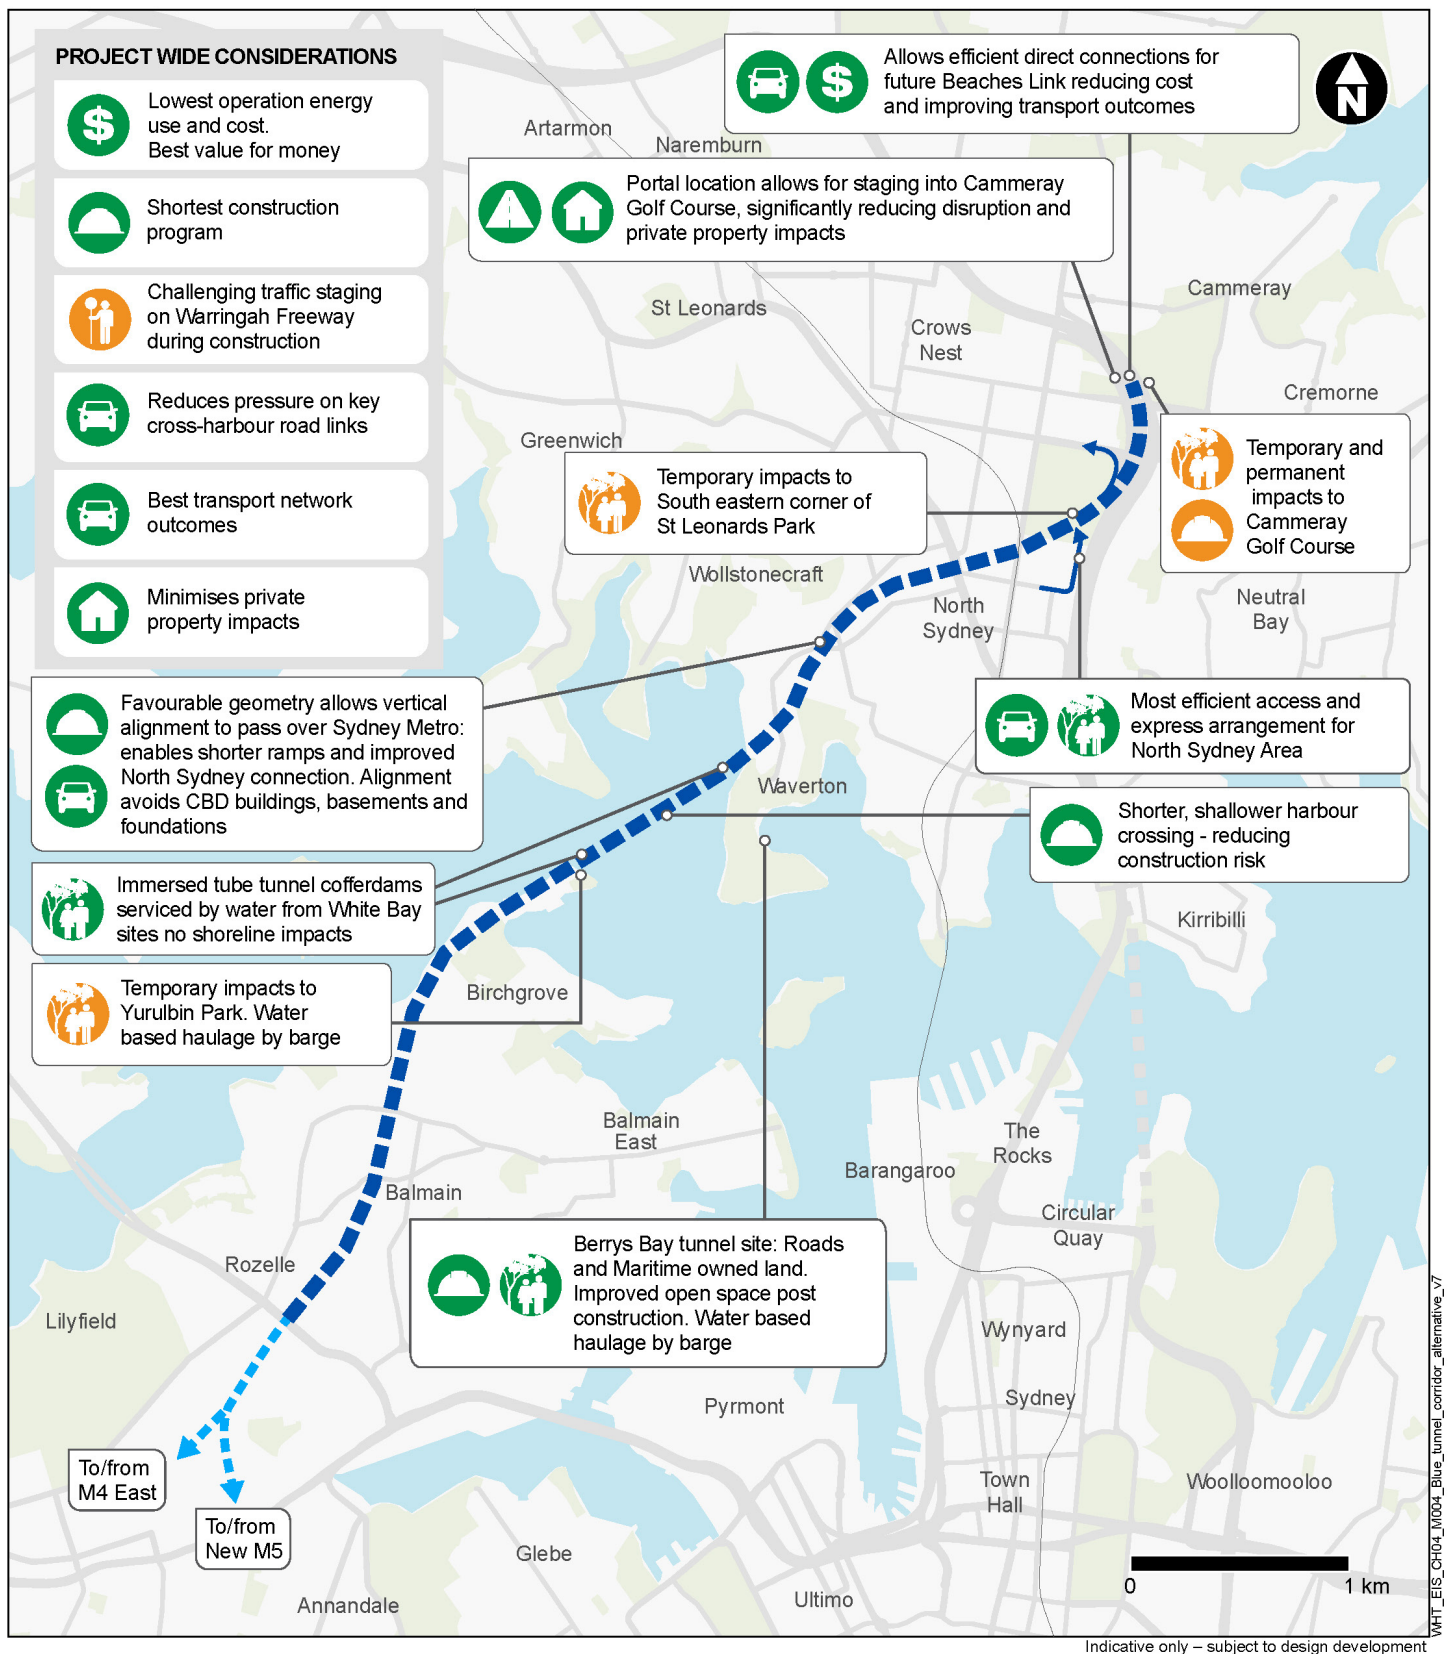 PROJECT WIDE CONSIDERATIONS
Lowest operation energy
use and cost.
Best value for money
Shortest construction
program
Challenging traffic staging
on Warringah Freeway
during construction
Reduces pressure on key
cross-harbour road links
Best transport network
outcomes
Minimises private
property impacts
Allows efficient direct connections for
future Beaches Link reducing cost
and improving transport outcomes
N
Artarmon
Naremburn
Portal location allows for staging into Cammeray
Golf Course, significantly reducing disruption and
private property impacts
St Leonards
Cammeray
Crows
Nest
Cremorne
Greenwich
Temporary impacts to
South eastern corner of
St Leonards Park
Temporary and
permanent
impacts to
Cammeray
Golf Course
Wollstonecraft
North
Sydney
Neutral
Bay
Favourable geometry allows vertical
alignment to pass over Sydney Metro:
enables shorter ramps and improved
North Sydney connection. Alignment
avoids CBD buildings, basements and
foundations
Most efficient access and
express arrangement for
North Sydney Area
Waverton
Shorter, shallower harbour
crossing - reducing
construction risk
Immersed tube tunnel cofferdams
serviced by water from White Bay
sites no shoreline impacts
Kirribilli
Temporary impacts to
Yurulbin Park. Water
based haulage by barge
Birchgrove
Balmain
East
The
Rocks
Barangaroo
Balmain
Circular
Quay
Rozelle
Berrys Bay tunnel site: Roads
and Maritime owned land.
Improved open space post
construction. Water based
haulage by barge
Lilyfield
Wynyard
Sydney
Pyrmont
To/from
M4 East
Town
Hall
Woolloomooloo
To/from
New M5
Glebe
Annandale
Ultimo
0
1 km
WHT_EIS_CH04_M004_Blue_tunnel_corridor_alternative_v7
Indicative only – subject to design development